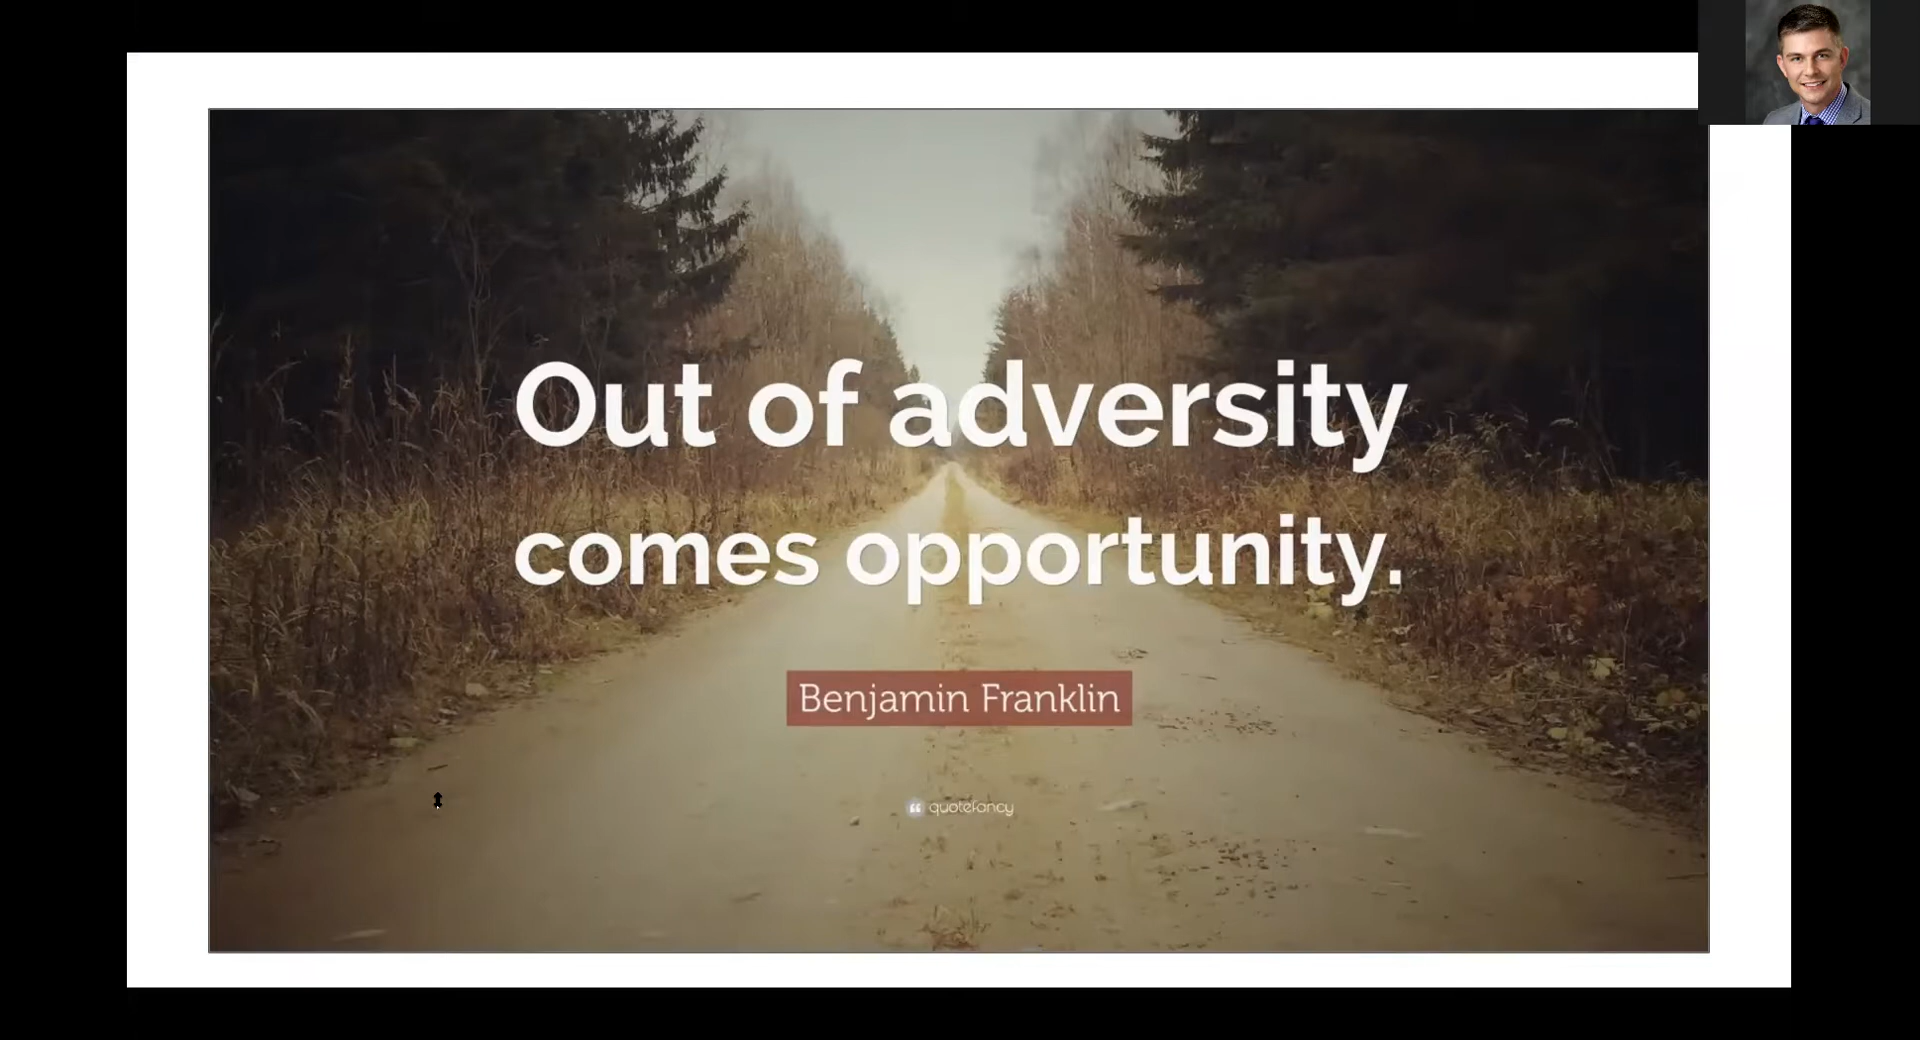 Out of adversity
comes opportunity.
Benjamin Franklin
“ quotefancy